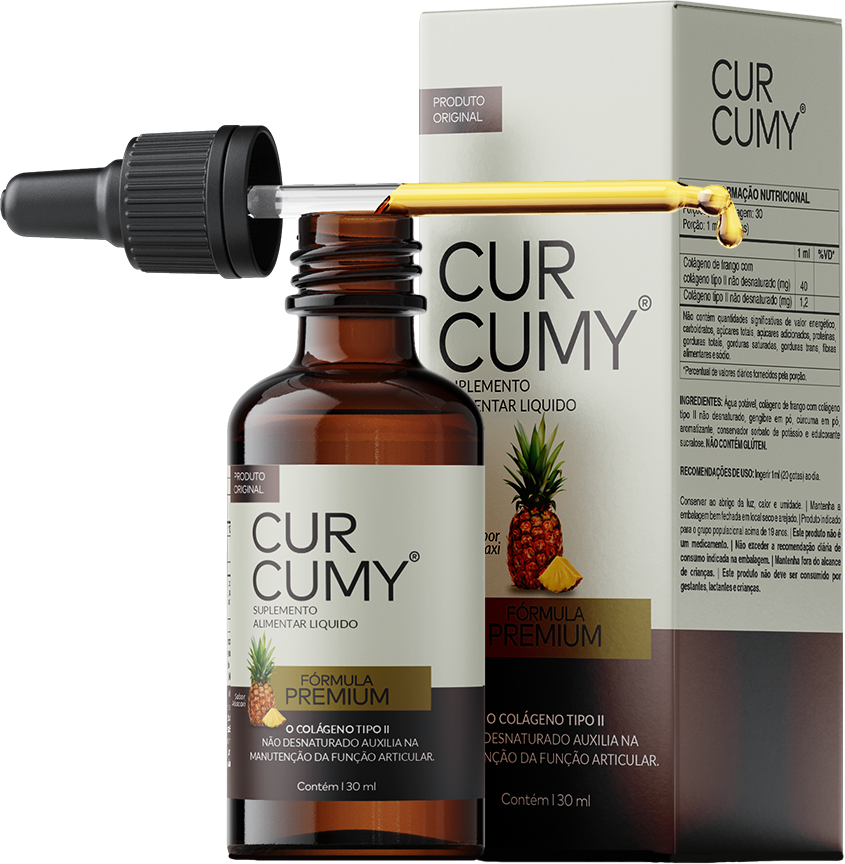 PRODUTO
ORIGINAL
CUR
CUMY®
SUPLEMENTO
ALIMENTAR LIQUIDO
FÓRMULA
PREMIUM
O COLÁGENO TIPO II
NÃO DESNATURADO AUXILIA NA
MANUTENÇÃO DA FUNÇÃO ARTICULAR.
Contém | 30 ml
PRODUTO
ORIGINAL
CUR
CUMY®
ALIMENTAR LIQUIDO
FÓRMULA
PREMIUM
O COLÁGENO TIPO II
DESNATURADO AUXILIA NA
DA FUNÇÃO ARTICULAR.
Contém | 30 ml
CUR
CUMY®
NUTRICIONAL
30
Porção: 1
1 ml %VD*
Colágeno de frango com
colágeno tipo II não desnaturado (mg) 40
Colágeno tipo II não desnaturado (mg) 1,2
Não contém quantidades significativas de valor energético,
carboidratos, açúcares totais, açúcares adicionados, proteínas,
gorduras totais, gorduras saturadas, gorduras trans, fibras
alimentares e sódio.
*Percentual de valores diários fornecidos pela porção.
INGREDIENTES: Água potável, colágeno de frango com colágeno
tipo II não desnaturado, gengibre em pó, cúrcuma em pó,
aromatizante, conservador sorbato de potássio e edulcorante
sucralose. NÃO CONTÉM GLÚTEN.
RECOMENDAÇÕES DE USO: Ingerir 1ml (20 gotas) ao dia.
Conservar ao abrigo da luz, calor e umidade. | Mantenha a
embalagem bem fechada em local seco e arejado. | Produto indicado
para o grupo populacional acima de 19 anos. | Este produto não é
um medicamento. | Não exceder a recomendação diária de
consumo indicada na embalagem. | Mantenha fora do alcance
de crianças. | Este produto não deve ser consumido por
gestantes, lactantes e crianças.